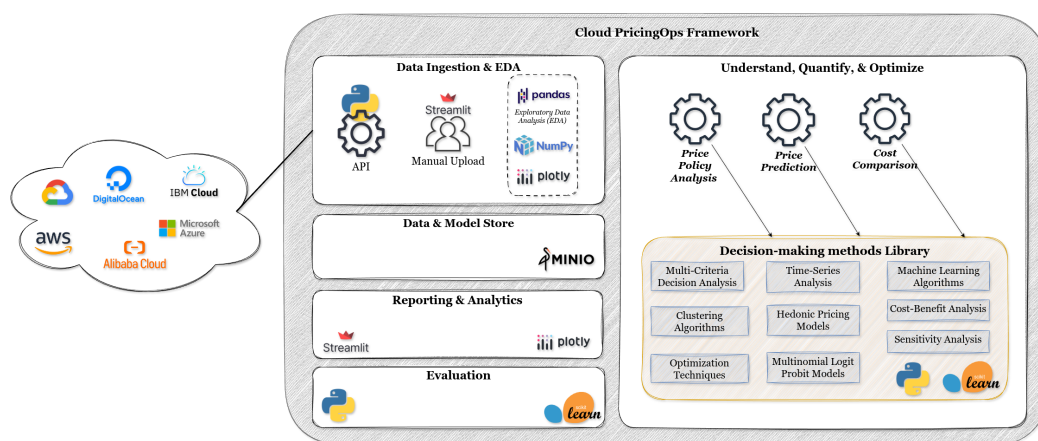 Cloud PricingOps Framework
Data Ingestion & EDA
API
Streamlit
Manual Upload
pandas
Exploratory Data
Analysis (EDA)
NumPy
plotly
DigitalOcean
IBM Cloud
aws
Microsoft
Azure
Alibaba Cloud
Data & Model Store
MINIO
Reporting & Analytics
Streamlit
plotly
Evaluation
scikit
learn
Understand, Quantify, & Optimize
Price
Policy
Analysis
Price
Prediction
Cost
Comparison
Decision-making methods Library
Multi-Criteria
Decision Analysis
Time-Series
Analysis
Machine Learning
Algorithms
Clustering
Algorithms
Hedonic Pricing
Models
Cost-Benefit Analysis
Sensitivity Analysis
Optimization
Techniques
Multinomial Logit
Probit Models
scikit
learn